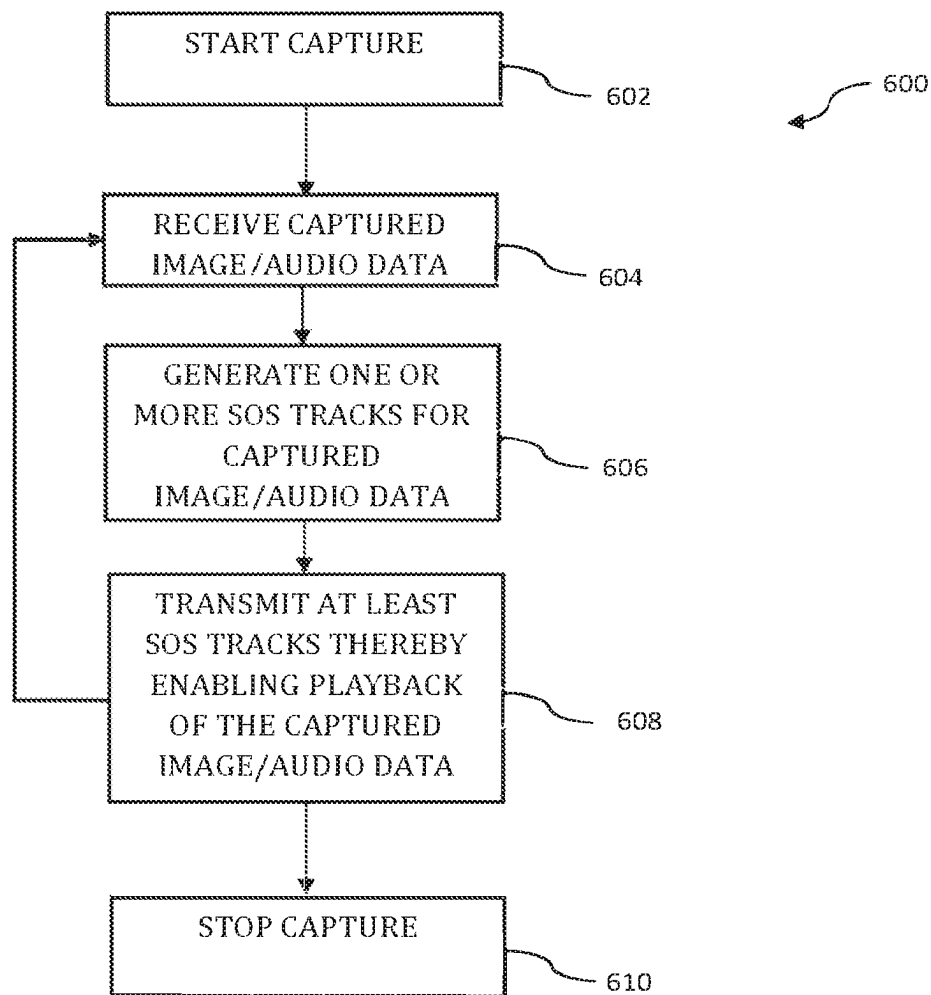 START CAPTURE
602
600
RECEIVE CAPTURED
IMAGE/AUDIO DATA
604
GENERATE ONE OR
MORE SOS TRACKS FOR
CAPTURED
IMAGE/AUDIO DATA
606
TRANSMIT AT LEAST
SOS TRACKS THEREBY
ENABLING PLAYBACK
OF THE CAPTURED
IMAGE/AUDIO DATA
608
STOP CAPTURE
610